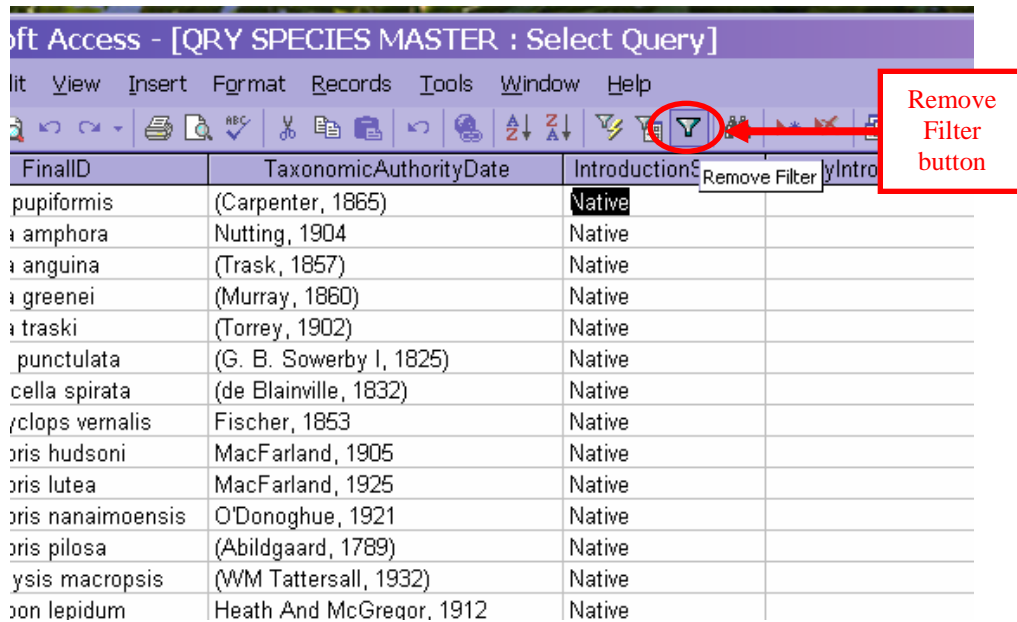 oft Access - [QRY SPECIES MASTER : Select Query]
lit View Insert Format Records Tools Window Help
ABC
A Z Z A
Remove
Filter
button
FinalID TaxonomicAuthorityDate IntroductionS yIntro
Remove Filter
pupiformis (Carpenter, 1865) Native
a amphora Nutting, 1904 Native
a anguina (Trask, 1857) Native
a greenei (Murray, 1860) Native
a traski (Torrey, 1902) Native
punctulata (G. B. Sowerby I, 1825) Native
cella spirata (de Blainville, 1832) Native
yclops vernalis Fischer, 1853 Native
oris hudsoni MacFarland, 1905 Native
oris lutea MacFarland, 1925 Native
oris nanaimoensis O'Donoghue, 1921 Native
oris pilosa (Abildgaard, 1789) Native
ysis macropsis (WM Tattersall, 1932) Native
oon lepidum Heath And McGregor, 1912 Native